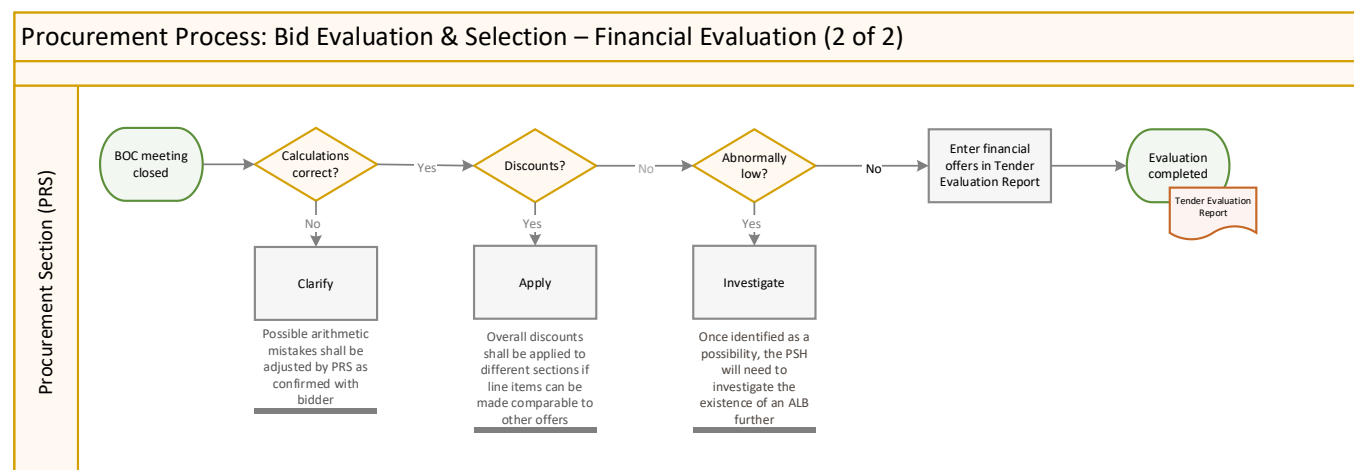 Procurement Process: Bid Evaluation & Selection – Financial Evaluation (2 of 2)
Procurement Section (PRS)
BOC meeting
closed
Calculations
correct?
Yes
Discounts?
No
Abnormally
low?
No
Enter financial
offers in Tender
Evaluation Report
Evaluation
completed
Tender Evaluation
Report
No
Yes
Yes
Clarify
Apply
Investigate
Possible arithmetic
mistakes shall be
adjusted by PRS as
confirmed with
bidder
Overall discounts
shall be applied to
different sections if
line items can be
made comparable to
other offers
Once identified as a
possibility, the PSH
will need to
investigate the
existence of an ALB
further